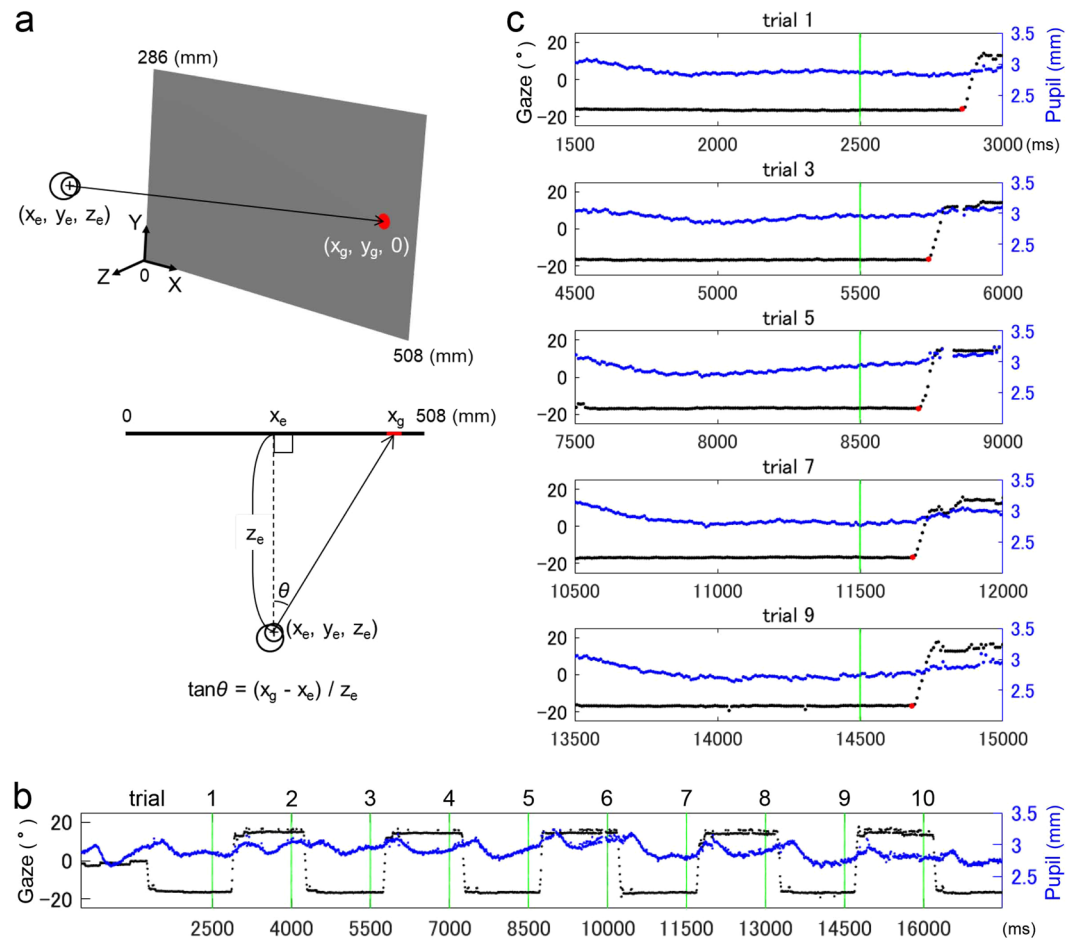 a
286 (mm)
(xₑ, yₑ, zₑ)
Y
(x_g, y_g, 0)
Z
0
X
508 (mm)
0
xₑ
x_g
508 (mm)
zₑ
θ
(xₑ, yₑ, zₑ)
tanθ = (x_g - xₑ) / zₑ
c
trial 1
Gaze ( ° )
20
0
−20
3.5
3
2.5
Pupil (mm)
1500 2000 2500 3000 (ms)
trial 3
20
0
−20
3.5
3
2.5
4500 5000 5500 6000
trial 5
20
0
−20
3.5
3
2.5
7500 8000 8500 9000
trial 7
20
0
−20
3.5
3
2.5
10500 11000 11500 12000
trial 9
20
0
−20
3.5
3
2.5
13500 14000 14500 15000
b
trial 1 2 3 4 5 6 7 8 9 10
Gaze ( ° )
20
0
−20
3.5
3
2.5
Pupil (mm)
2500 4000 5500 7000 8500 10000 11500 13000 14500 16000 (ms)